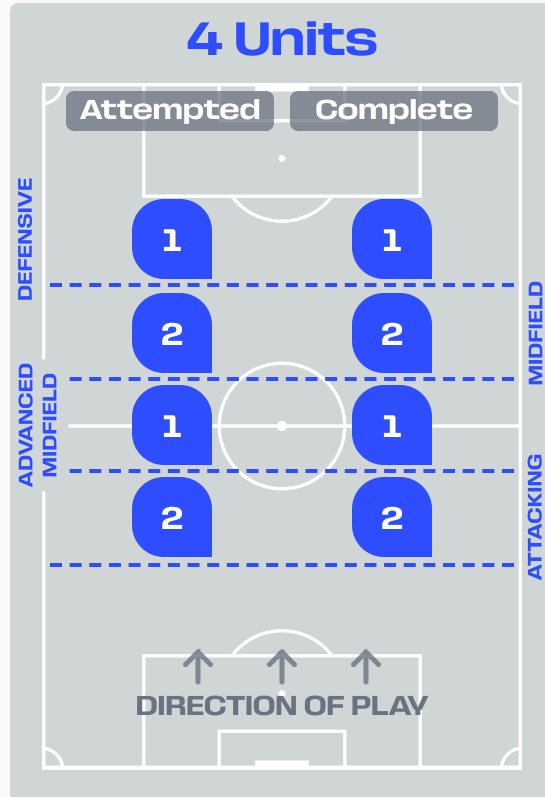 4 Units
Attempted Complete
DEFENSIVE
1 1
MIDFIELD
2 2
ADVANCED
MIDFIELD
1 1
ATTACKING
2 2
DIRECTION OF PLAY